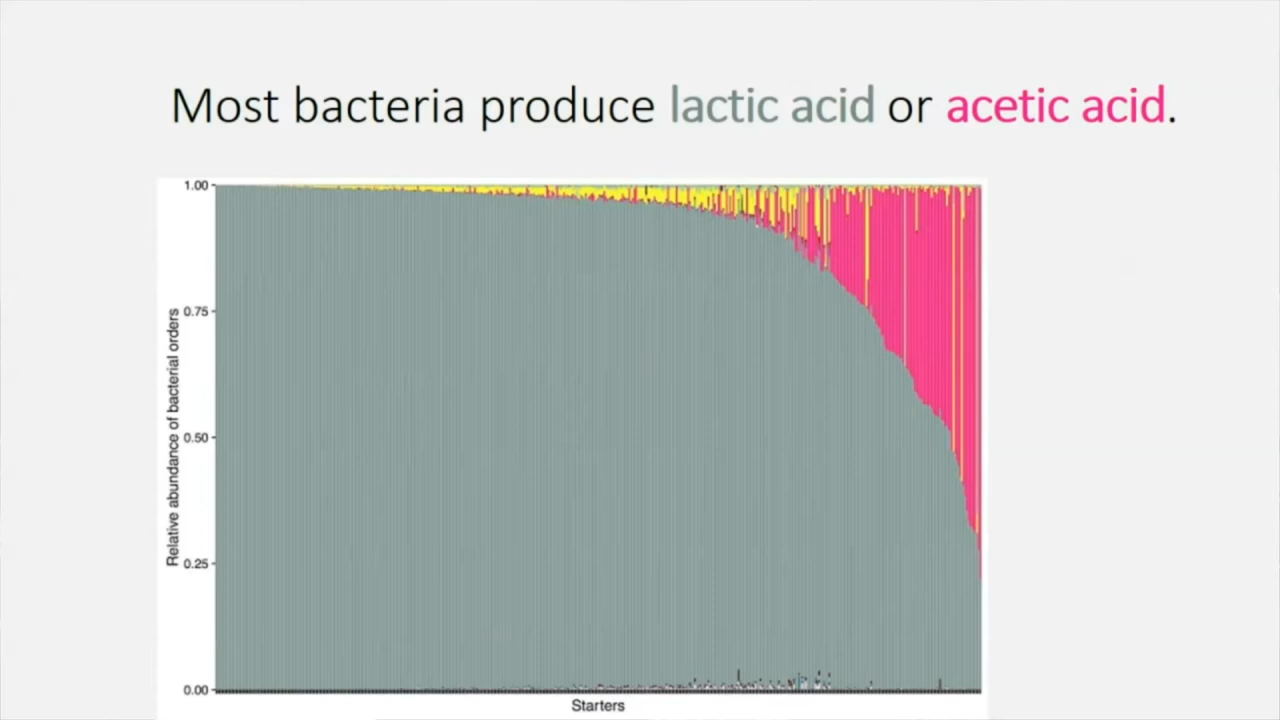 Most bacteria produce lactic acid or acetic acid.
1.00
0.75
0.50
0.25
0.00
Relative abundance of bacterial orders
Starters